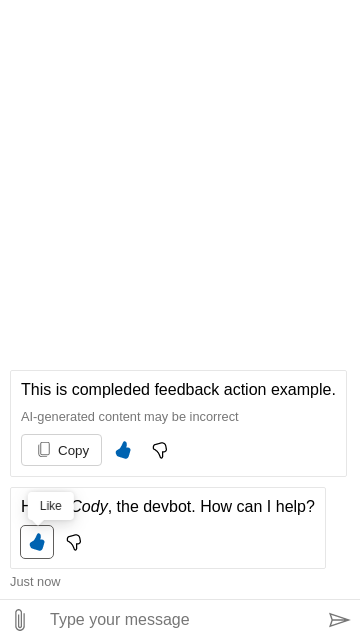 This is compleded feedback action example.
AI-generated content may be incorrect
Copy
Like
Cody, the devbot. How can I help?
Just now
Type your message